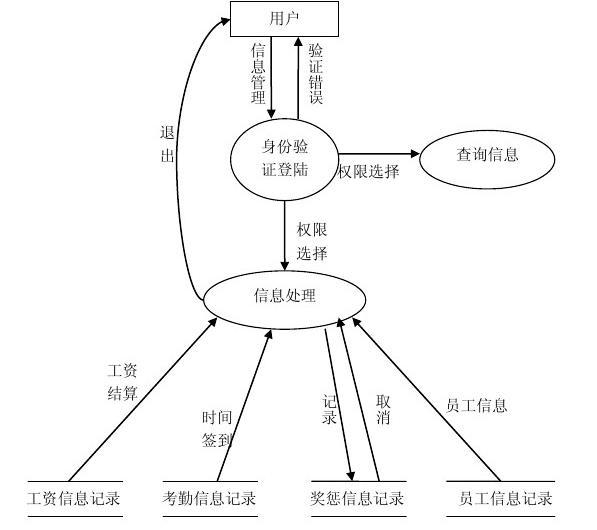 用户
信息管理
验证错误
退出
身份验
证登陆
权限选择
查询信息
权限
选择
信息处理
工资
结算
时间
签到
记录
取消
员工信息
工资信息记录
考勤信息记录
奖惩信息记录
员工信息记录